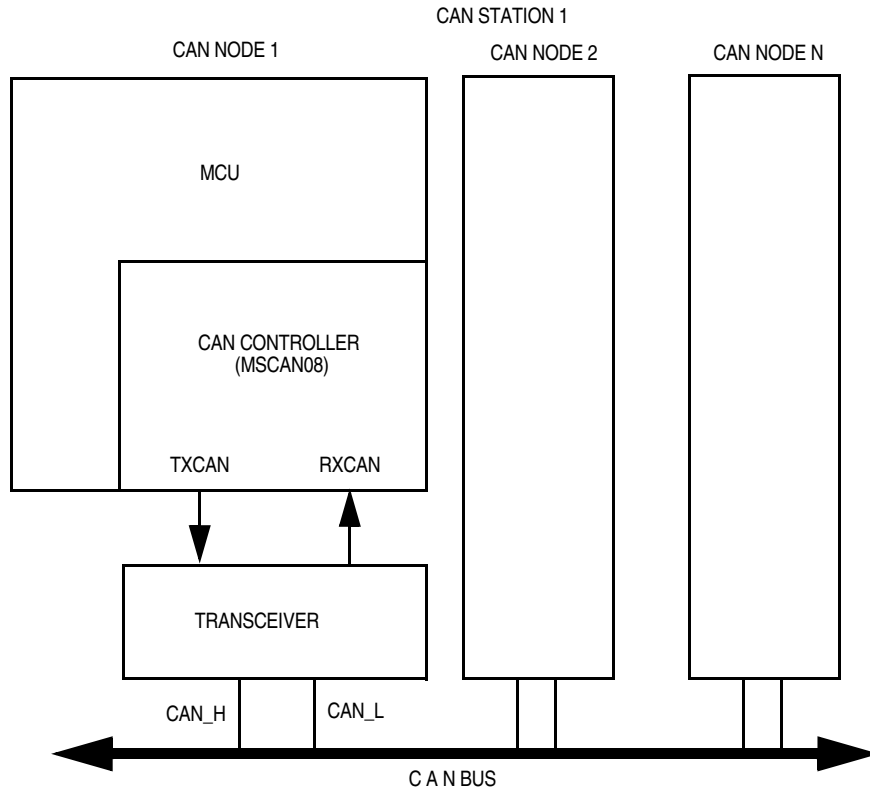 CAN STATION 1
CAN NODE 1
CAN NODE 2
CAN NODE N
MCU
CAN CONTROLLER
(MSCAN08)
TXCAN
RXCAN
TRANSCEIVER
CAN_H
CAN_L
C A N BUS